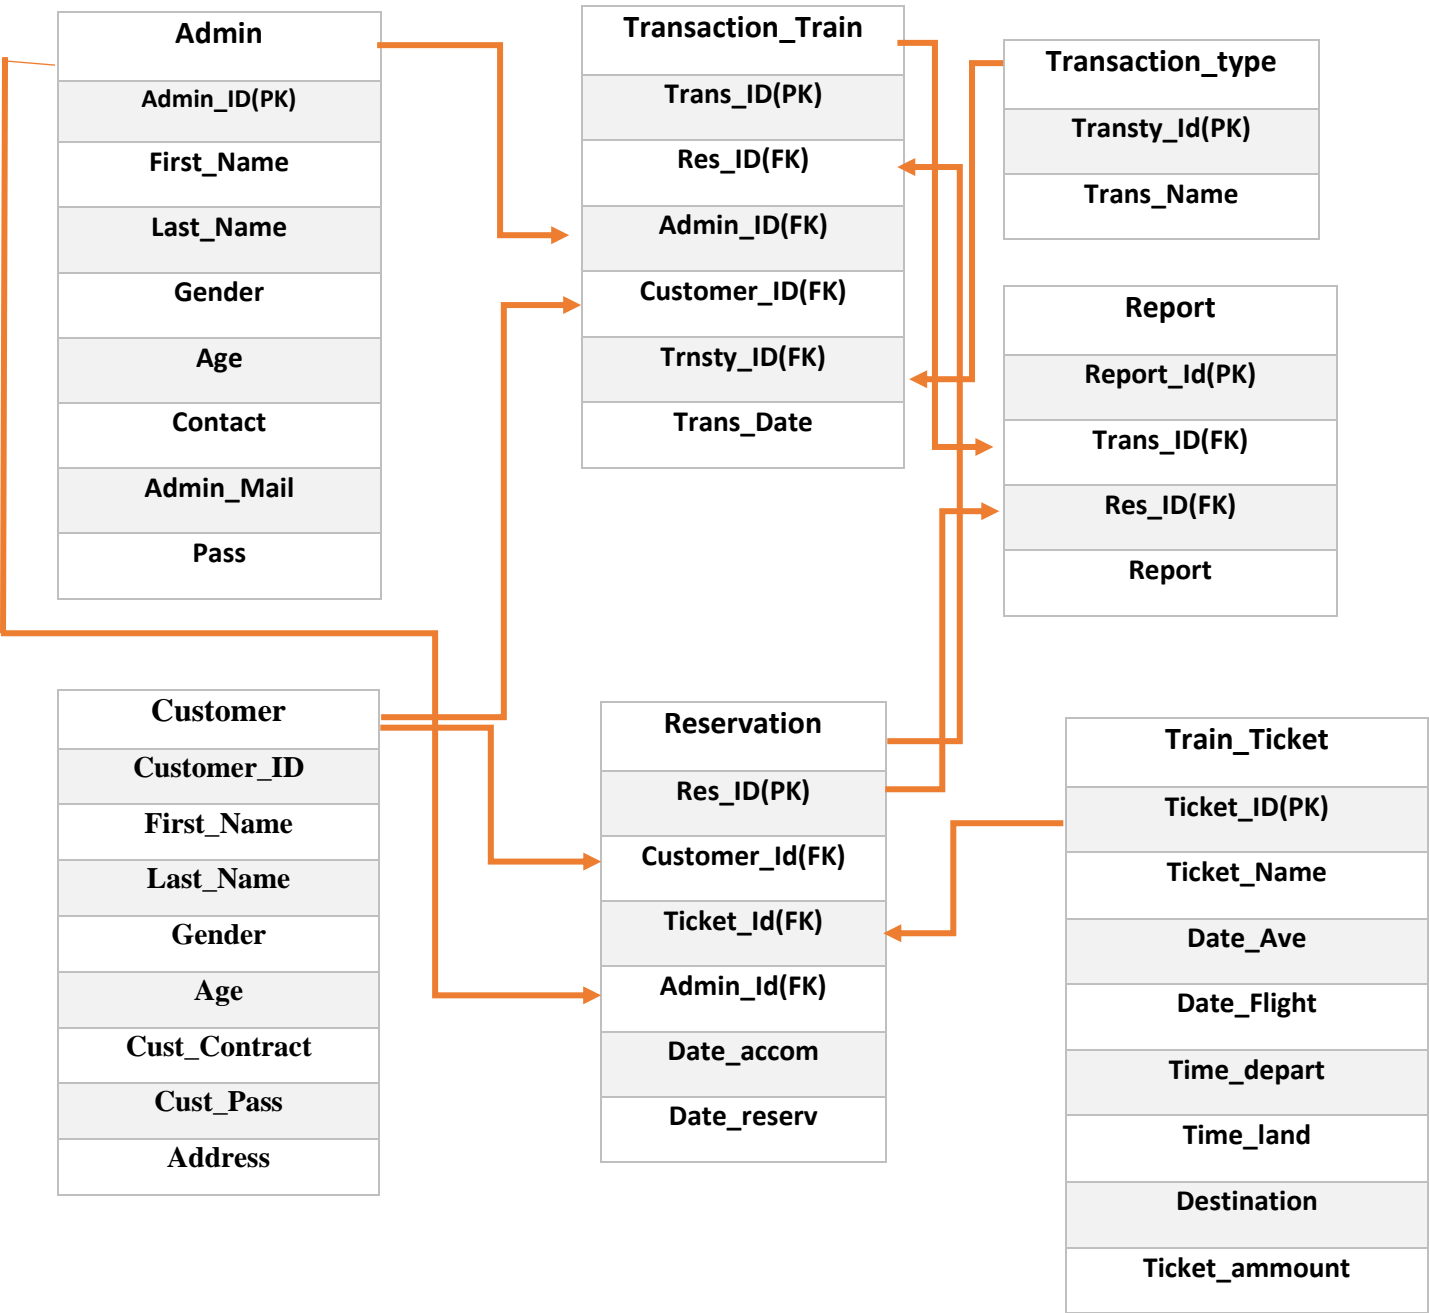 Admin
Admin_ID(PK)
First_Name
Last_Name
Gender
Age
Contact
Admin_Mail
Pass
Transaction_Train
Trans_ID(PK)
Res_ID(FK)
Admin_ID(FK)
Customer_ID(FK)
Trnsty_ID(FK)
Trans_Date
Transaction_type
Transty_Id(PK)
Trans_Name
Report
Report_Id(PK)
Trans_ID(FK)
Res_ID(FK)
Report
Customer
Customer_ID
First_Name
Last_Name
Gender
Age
Cust_Contract
Cust_Pass
Address
Reservation
Res_ID(PK)
Customer_Id(FK)
Ticket_Id(FK)
Admin_Id(FK)
Date_accom
Date_reserv
Train_Ticket
Ticket_ID(PK)
Ticket_Name
Date_Ave
Date_Flight
Time_depart
Time_land
Destination
Ticket_ammount